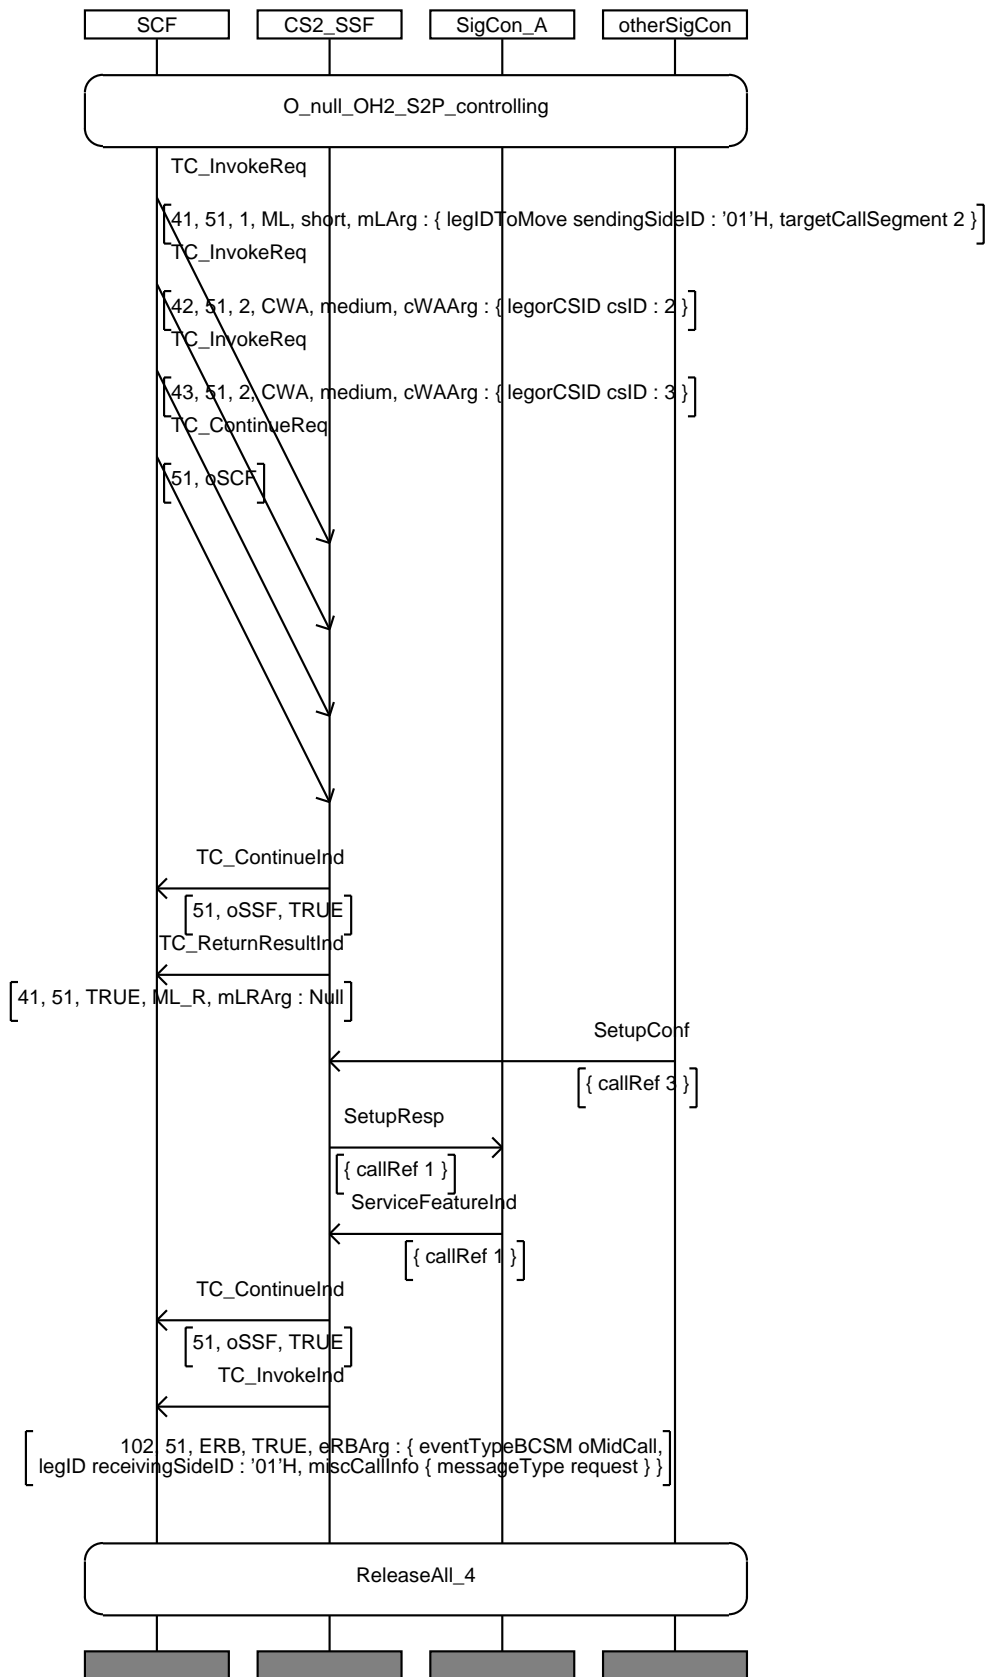 SCF CS2_SSF SigCon_A otherSigCon
O_null_OH2_S2P_controlling
TC_InvokeReq
[41, 51, 1, ML, short, mLArg : { legIDToMove sendingSideID : '01'H, targetCallSegment 2 }]
TC_InvokeReq
[42, 51, 2, CWA, medium, cWAArg : { legorCSID csID : 2 }]
TC_InvokeReq
[43, 51, 2, CWA, medium, cWAArg : { legorCSID csID : 3 }]
TC_ContinueReq
[51, oSCF]
TC_ContinueInd
[51, oSSF, TRUE]
TC_ReturnResultInd
[41, 51, TRUE, ML_R, mLRArg : Null]
SetupConf
[{ callRef 3 }]
SetupResp
[{ callRef 1 }]
ServiceFeatureInd
[{ callRef 1 }]
TC_ContinueInd
[51, oSSF, TRUE]
TC_InvokeInd
[102, 51, ERB, TRUE, eRBArg : { eventTypeBCSM oMidCall,
legID receivingSideID : '01'H, miscCallInfo { messageType request } }]
ReleaseAll_4